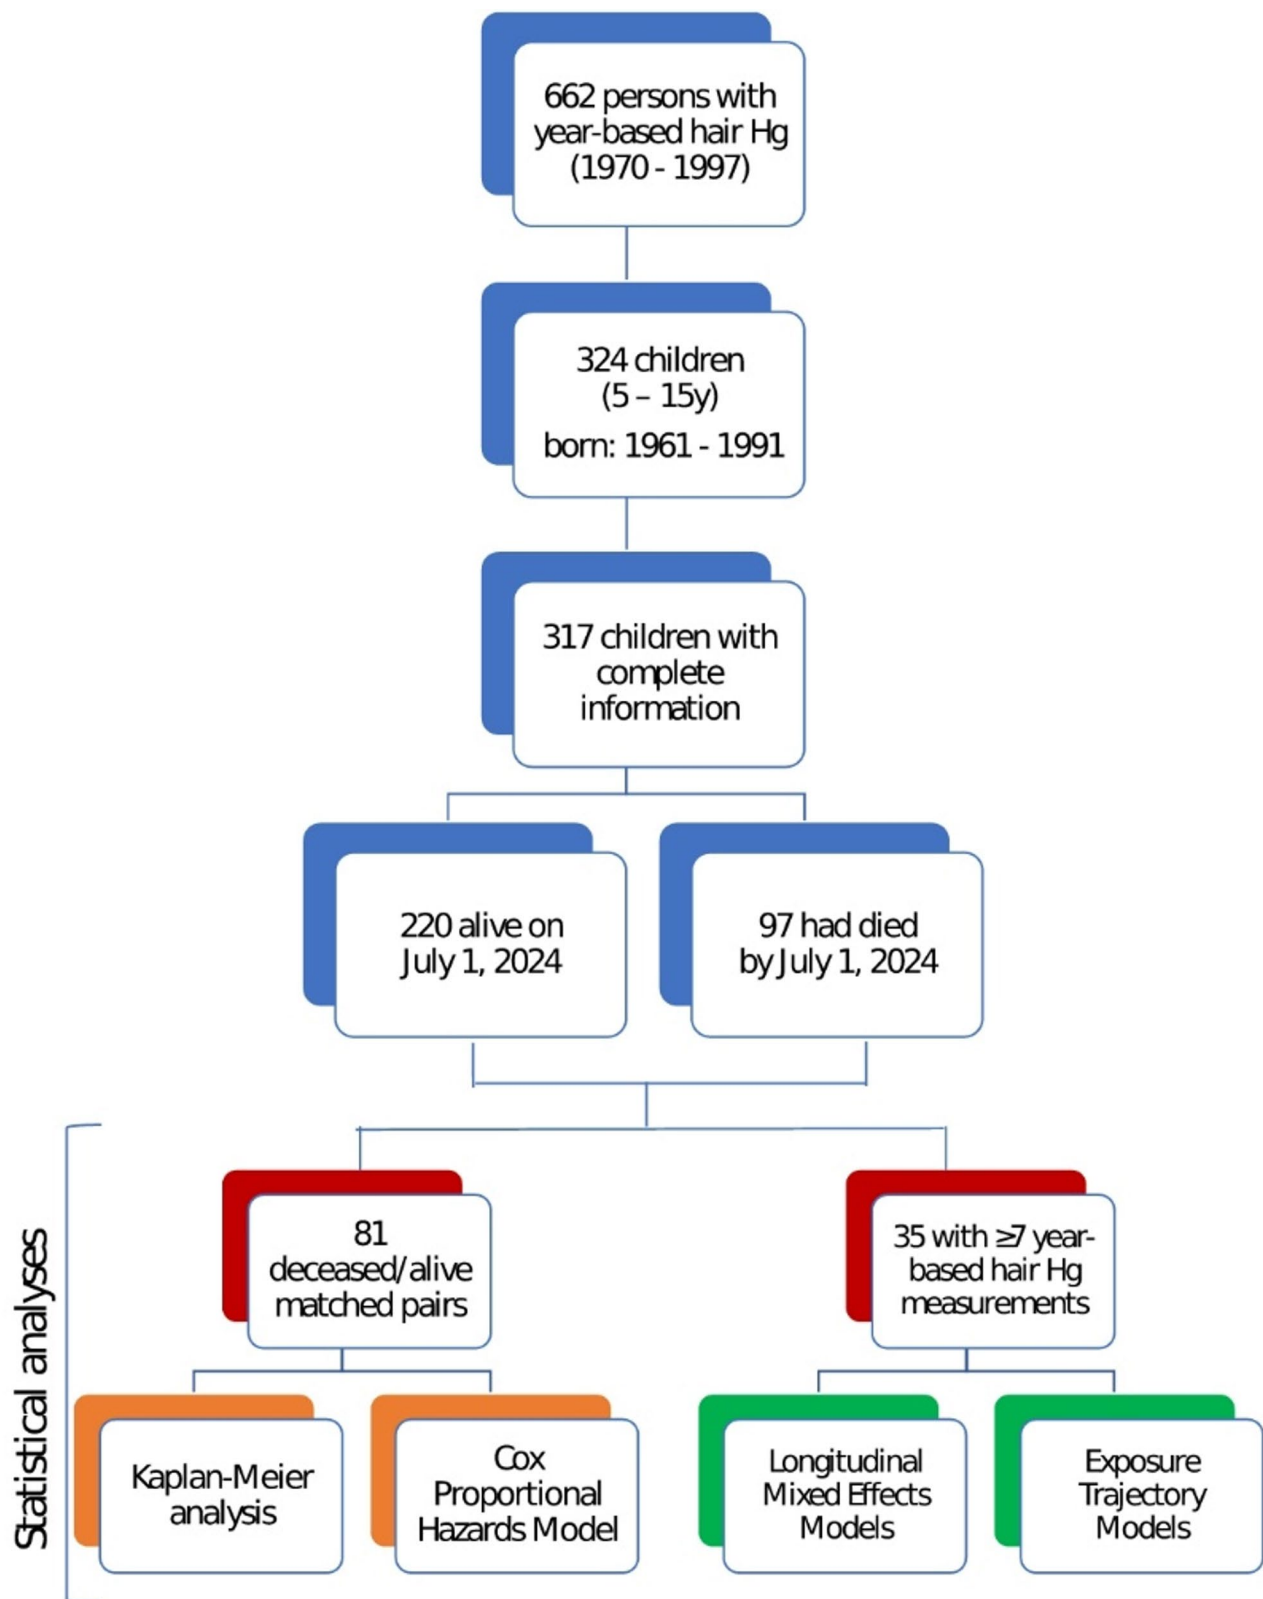 662 persons with
year-based hair Hg
(1970 - 1997)
324 children
(5 – 15y)
born: 1961 - 1991
317 children with
complete
information
220 alive on
July 1, 2024
97 had died
by July 1, 2024
Statistical analyses
81
deceased/alive
matched pairs
35 with ≥7 year-
based hair Hg
measurements
Kaplan-Meier
analysis
Cox
Proportional
Hazards Model
Longitudinal
Mixed Effects
Models
Exposure
Trajectory
Models